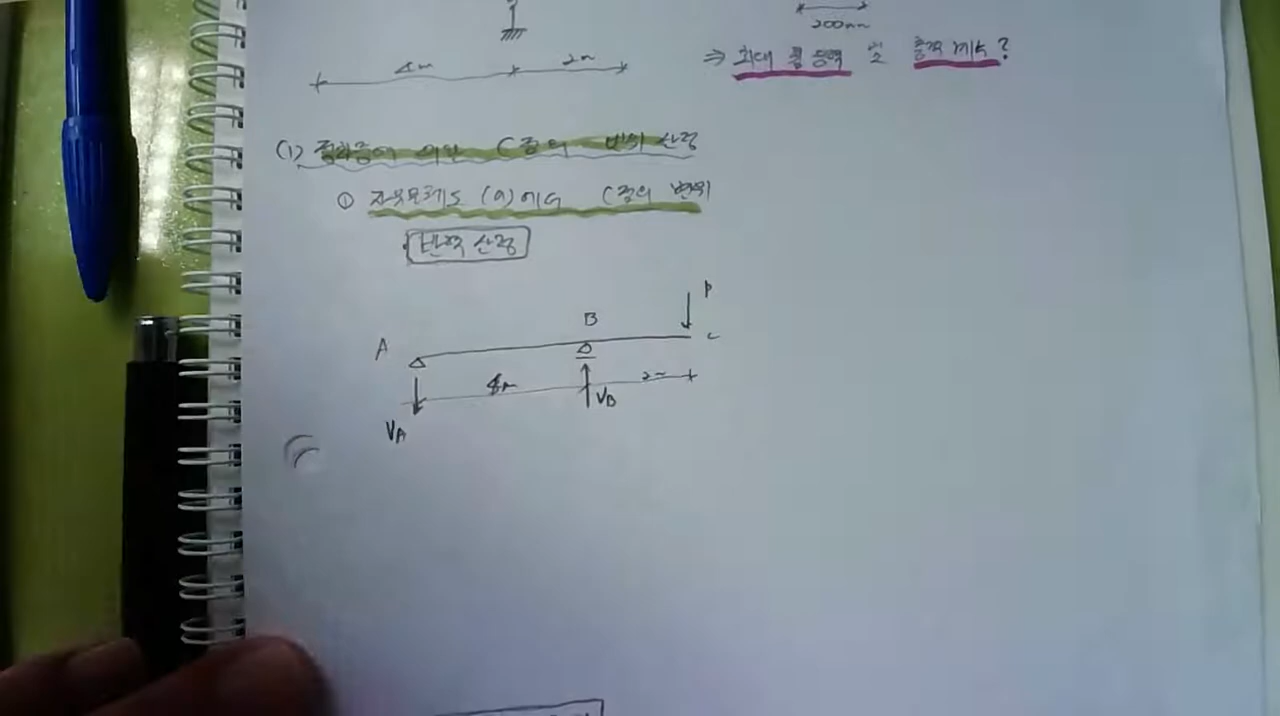 200mm
4m 2m
⇒ 최대 휨 응력 및 충격 계수?
(1) 정하중에 의한 C점의 변위 산정
① 자유물체도 (a)에서 C점의 변위
반력 산정
P
B
A C
4m 2m
VB
VA